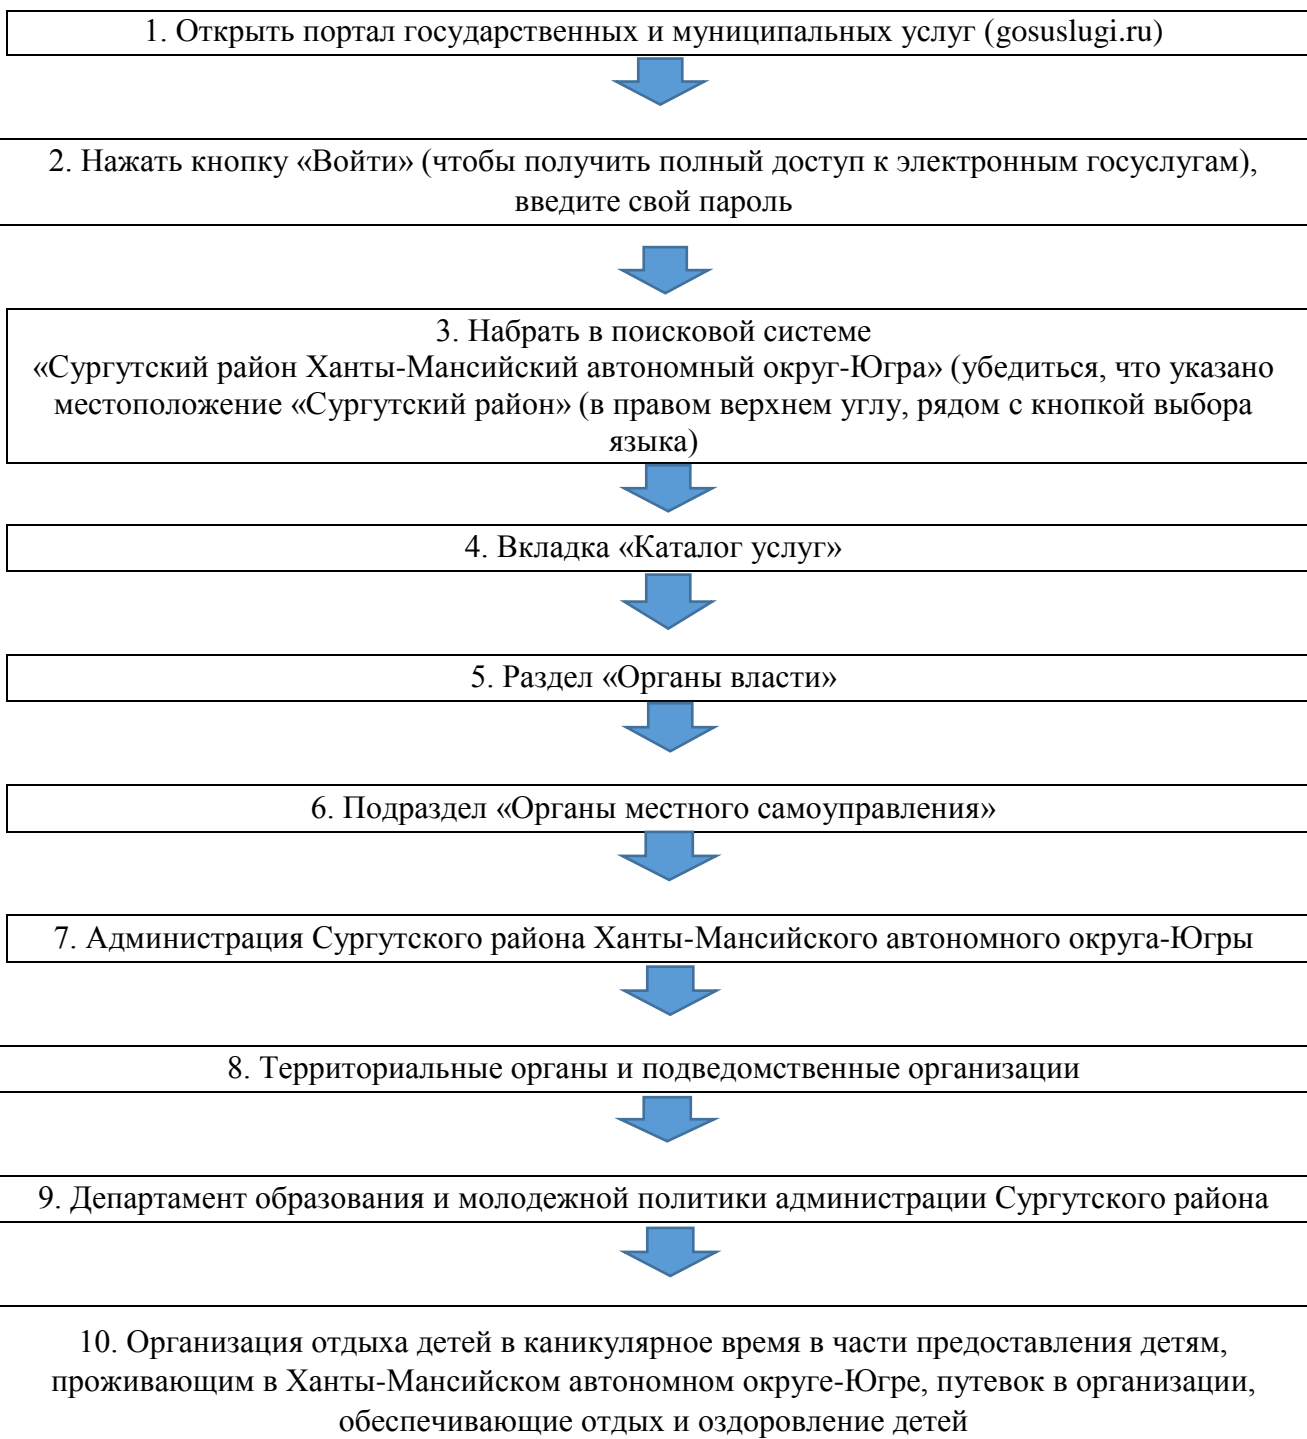 1. Открыть портал государственных и муниципальных услуг (gosuslugi.ru)
2. Нажать кнопку «Войти» (чтобы получить полный доступ к электронным госуслугам),
введите свой пароль
3. Набрать в поисковой системе
«Сургутский район Ханты-Мансийский автономный округ-Югра» (убедиться, что указано
местоположение «Сургутский район» (в правом верхнем углу, рядом с кнопкой выбора
языка)
4. Вкладка «Каталог услуг»
5. Раздел «Органы власти»
6. Подраздел «Органы местного самоуправления»
7. Администрация Сургутского района Ханты-Мансийского автономного округа-Югры
8. Территориальные органы и подведомственные организации
9. Департамент образования и молодежной политики администрации Сургутского района
10. Организация отдыха детей в каникулярное время в части предоставления детям,
проживающим в Ханты-Мансийском автономном округе-Югре, путевок в организации,
обеспечивающие отдых и оздоровление детей